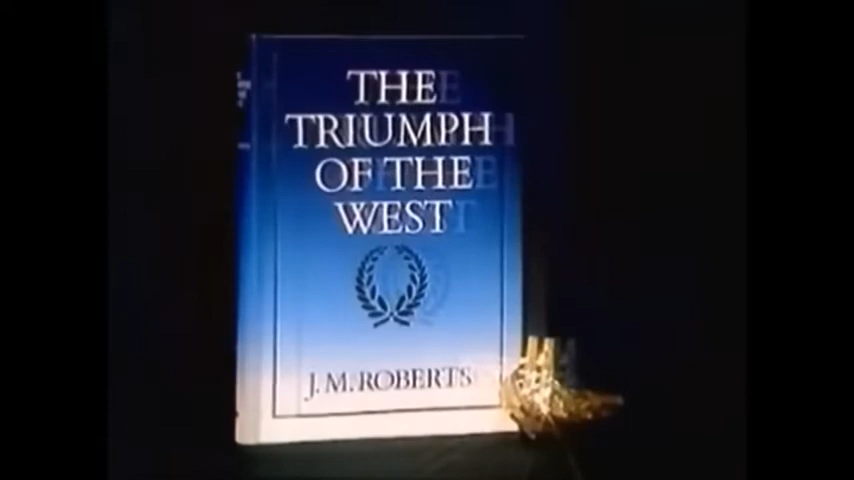 THE
TRIUMPH
OF THE
WEST
J. M. ROBERTS